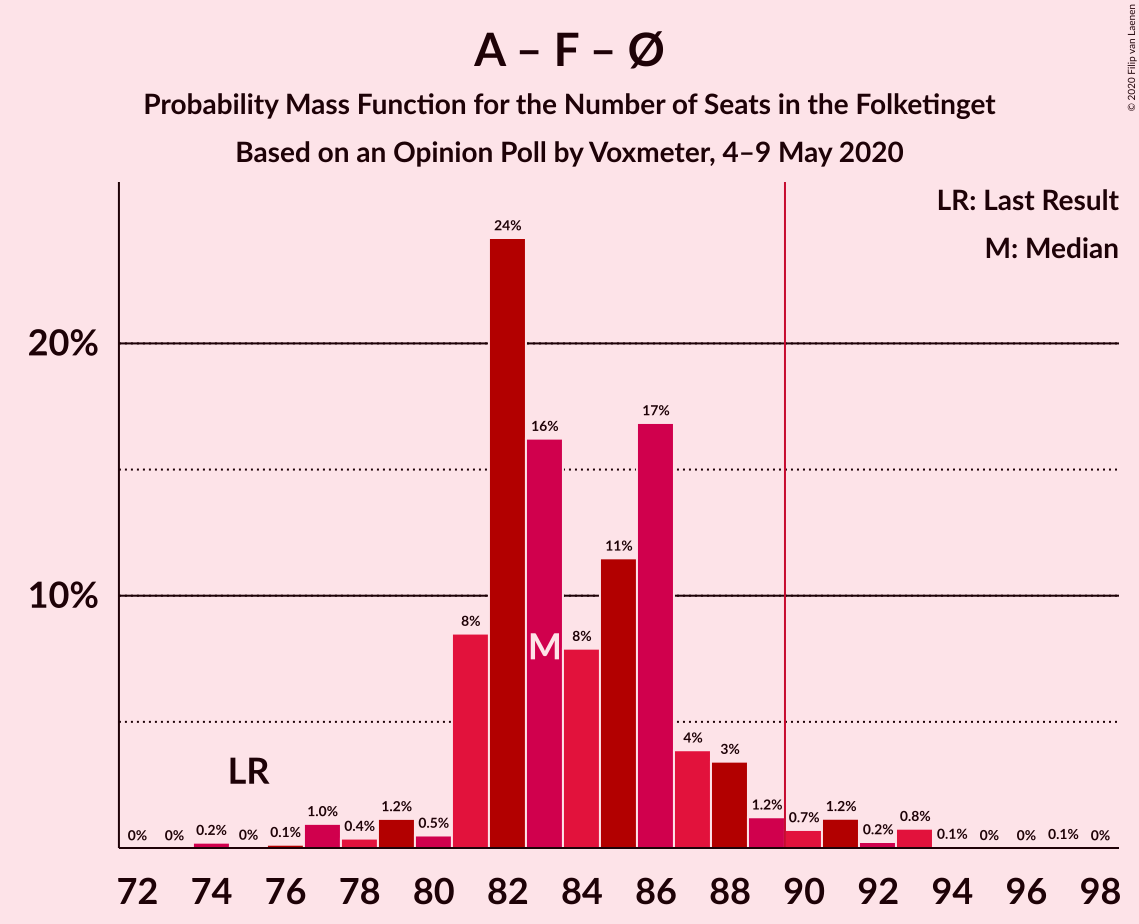 A – F – Ø
Probability Mass Function for the Number of Seats in the Folketinget
Based on an Opinion Poll by Voxmeter, 4–9 May 2020
© 2020 Filip van Laenen
LR: Last Result
M: Median
20%
10%
0% 0% 0.2% 0% 0.1% 1.0% 0.4% 1.2% 0.5% 8% 24% 16% 8% 11% 17% 4% 3% 1.2% 0.7% 1.2% 0.2% 0.8% 0.1% 0% 0% 0.1% 0%
LR
M
72 74 76 78 80 82 84 86 88 90 92 94 96 98